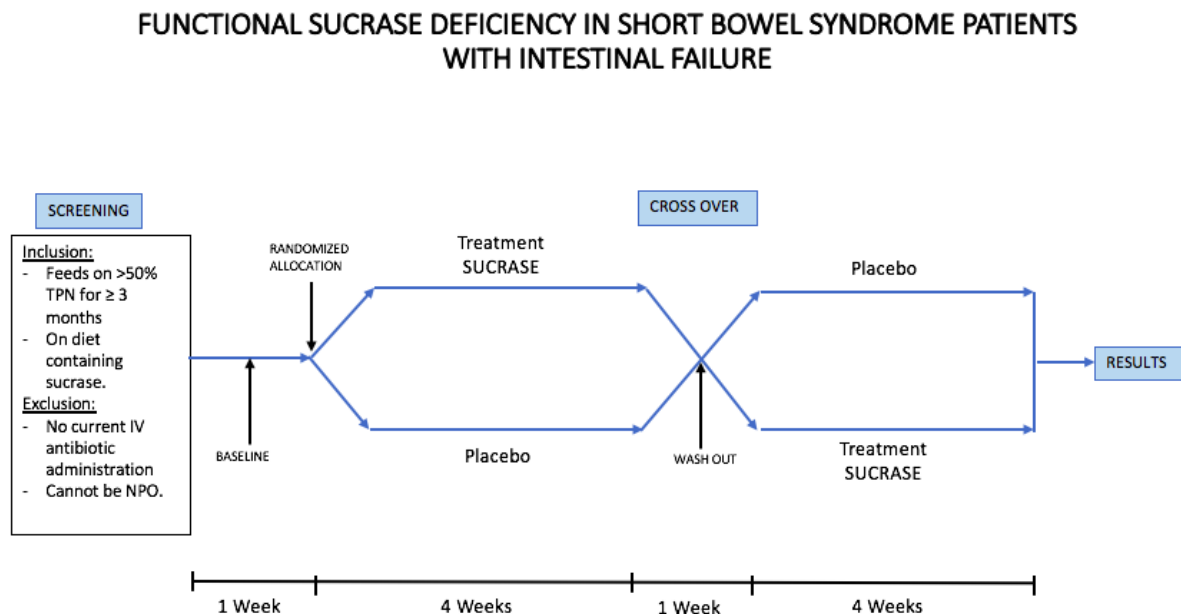 FUNCTIONAL SUCRASE DEFICIENCY IN SHORT BOWEL SYNDROME PATIENTS
WITH INTESTINAL FAILURE
SCREENING
Inclusion:
- Feeds on >50%
TPN for ≥ 3
months
- On diet
containing
sucrase.
Exclusion:
- No current IV
antibiotic
administration
- Cannot be NPO.
BASELINE
RANDOMIZED
ALLOCATION
Treatment
SUCRASE
Placebo
CROSS OVER
WASH OUT
Placebo
Treatment
SUCRASE
RESULTS
1 Week
4 Weeks
1 Week
4 Weeks